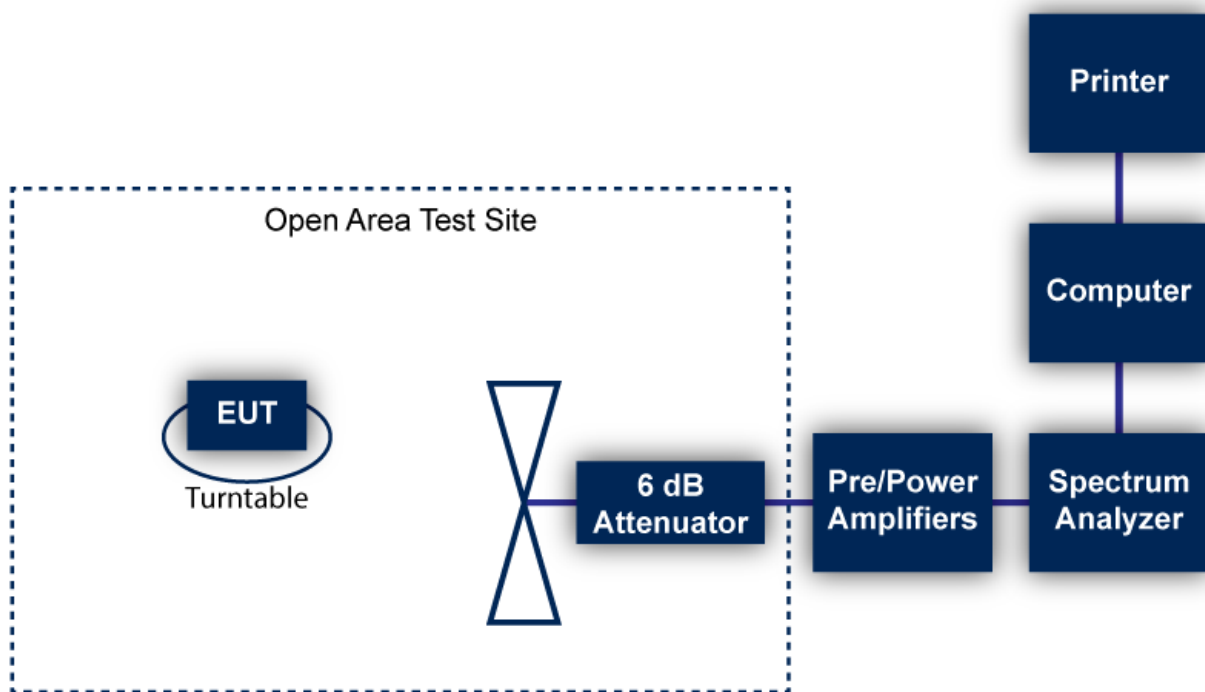 Printer
Open Area Test Site
Computer
EUT
Turntable
6 dB
Attenuator
Pre/Power
Amplifiers
Spectrum
Analyzer